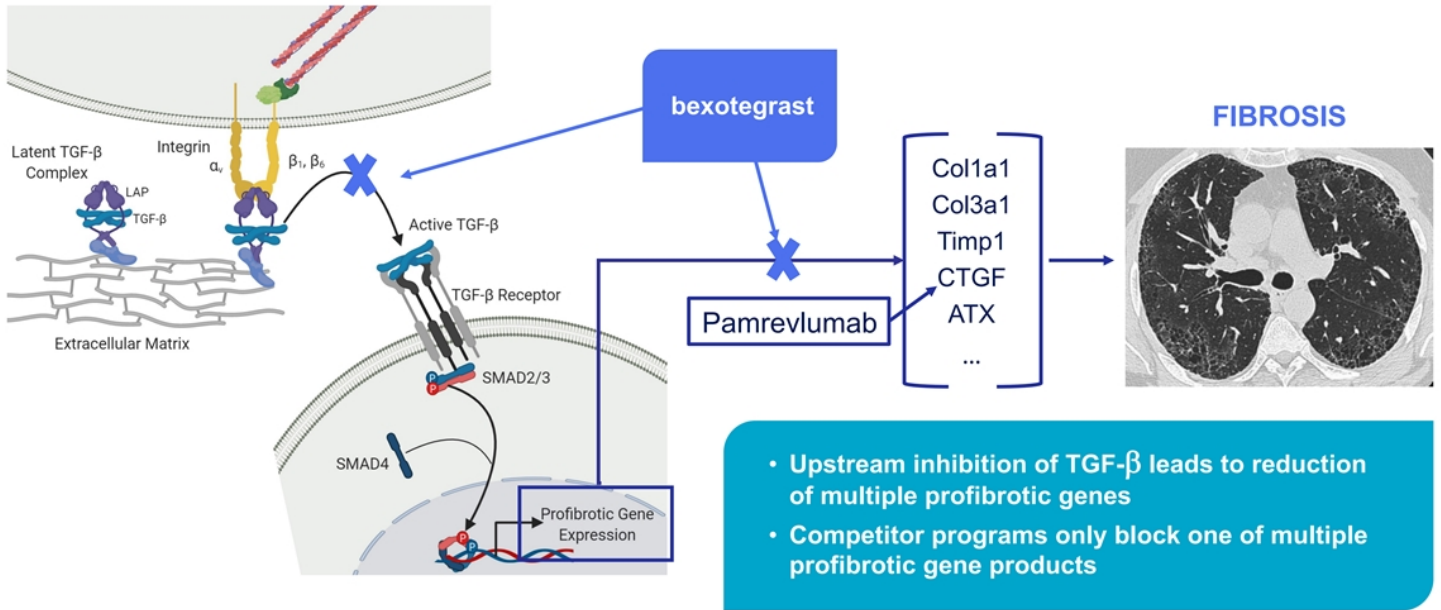 Latent TGF-β
Complex
LAP
TGF-β
Extracellular Matrix
Integrin
αv
β1, β6
Active TGF-β
TGF-β Receptor
P
P
SMAD2/3
SMAD4
P
P
Profibrotic Gene
Expression
bexotegrast
Pamrevlumab
Col1a1
Col3a1
Timp1
CTGF
ATX
...
FIBROSIS
• Upstream inhibition of TGF-β leads to reduction
of multiple profibrotic genes
• Competitor programs only block one of multiple
profibrotic gene products